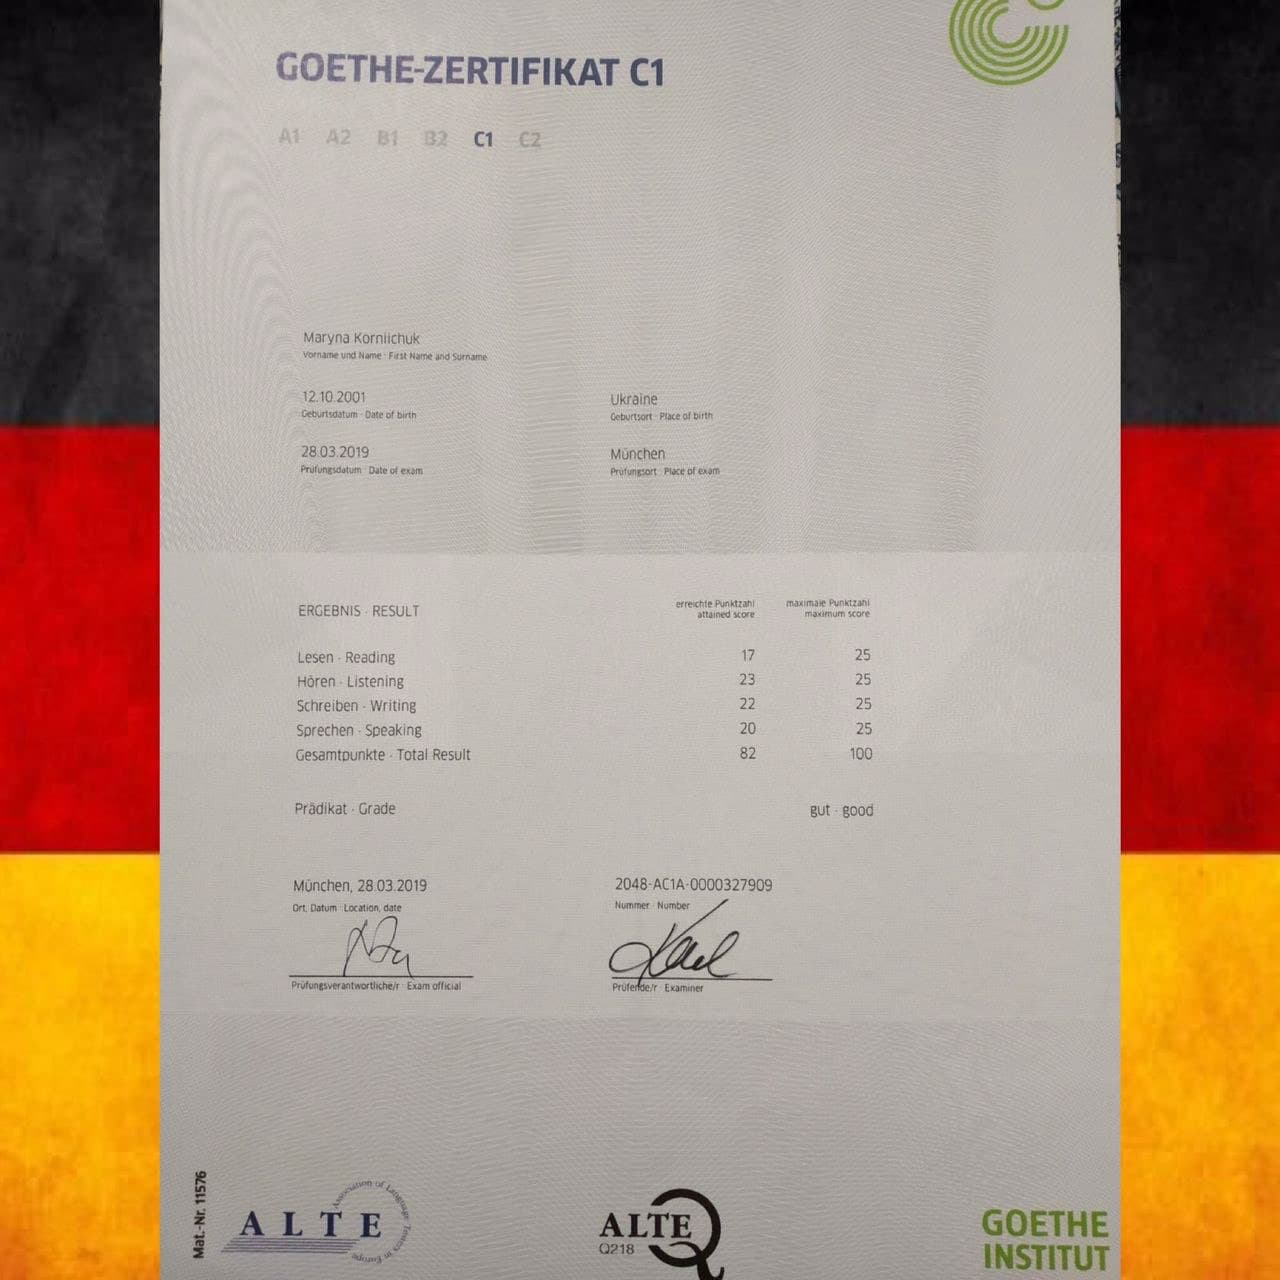 GOETHE-ZERTIFIKAT C1
A1 A2 B1 B2 C1 C2
Maryna Korniichuk
Vorname und Name · First Name and Surname
12.10.2001
Geburtsdatum · Date of birth
Ukraine
Geburtsort · Place of birth
28.03.2019
Prüfungsdatum · Date of exam
München
Prüfungsort · Place of exam
ERGEBNIS · RESULT
erreichte Punktzahl
attained score
maximale Punktzahl
maximum score
Lesen · Reading 17 25
Hören · Listening 23 25
Schreiben · Writing 22 25
Sprechen · Speaking 20 25
Gesamtpunkte · Total Result 82 100
Prädikat · Grade gut · good
München, 28.03.2019
Ort, Datum · Location, date
2048-AC1A-0000327909
Nummer · Number
Prüfungsverantwortliche/r · Exam official
Prüfende/r · Examiner
Mat.-Nr. 11576
ALTE
Association of Language Testers in Europe
ALTE
Q218
GOETHE
INSTITUT